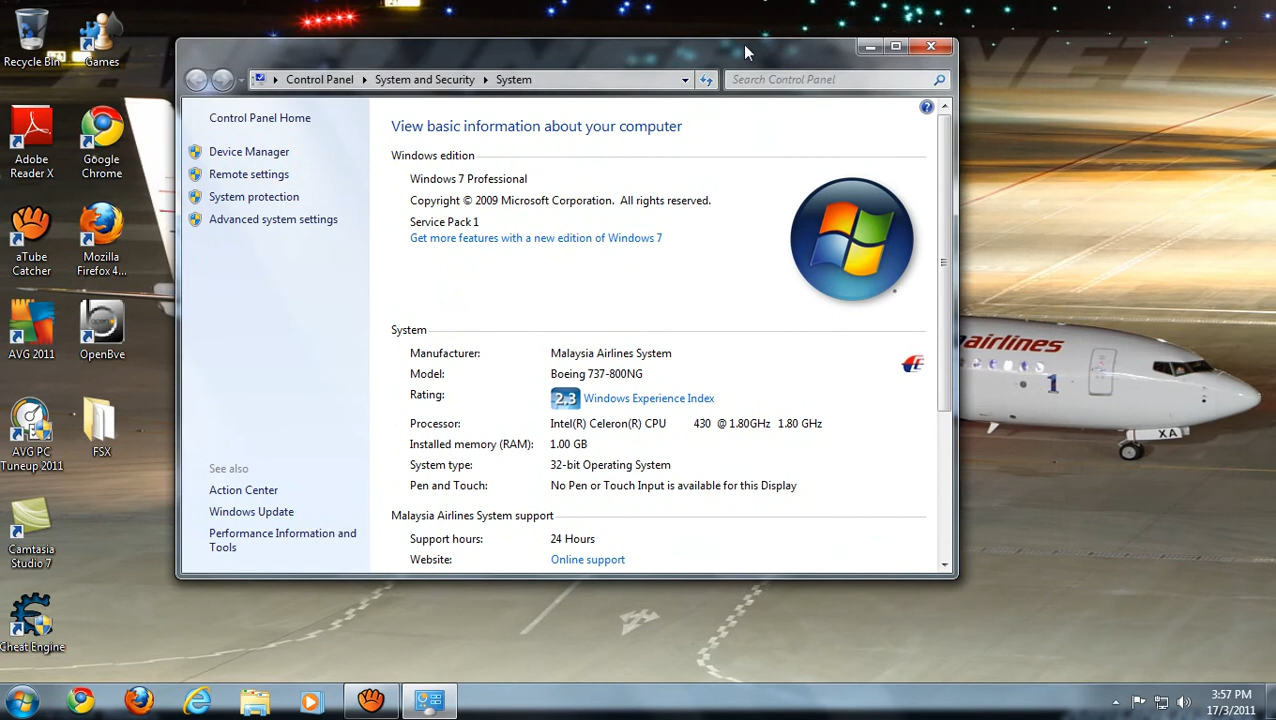 Recycle Bin
Games
Adobe
Reader X
Google
Chrome
aTube
Catcher
Mozilla
Firefox 4...
AVG 2011
OpenBve
AVG PC
Tuneup 2011
FSX
Camtasia
Studio 7
Cheat Engine
Control Panel
System and Security
System
Search Control Panel
Control Panel Home
Device Manager
Remote settings
System protection
Advanced system settings
See also
Action Center
Windows Update
Performance Information and
Tools
View basic information about your computer
Windows edition
Windows 7 Professional
Copyright © 2009 Microsoft Corporation. All rights reserved.
Service Pack 1
Get more features with a new edition of Windows 7
System
Manufacturer: Malaysia Airlines System
Model: Boeing 737-800NG
Rating: 2.3 Windows Experience Index
Processor: Intel(R) Celeron(R) CPU 430 @ 1.80GHz 1.80 GHz
Installed memory (RAM): 1.00 GB
System type: 32-bit Operating System
Pen and Touch: No Pen or Touch Input is available for this Display
Malaysia Airlines System support
Support hours: 24 Hours
Website: Online support
airlines
1
XA
3:57 PM
17/3/2011